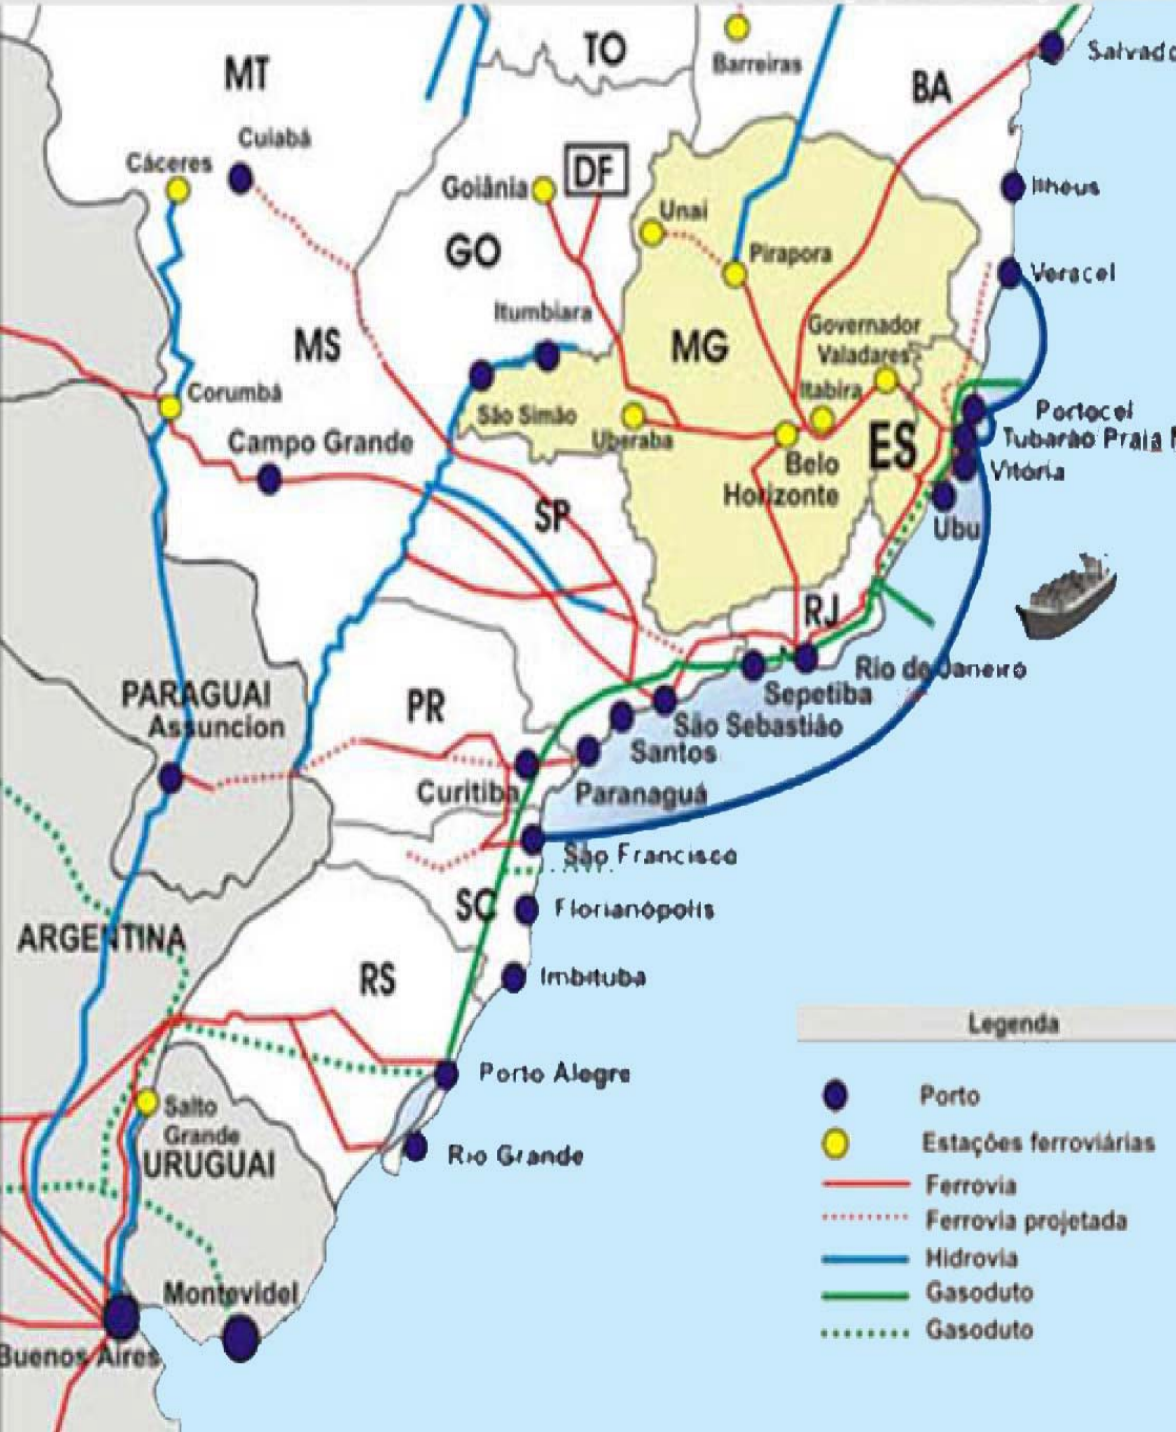 TO
MT
Barreiras
BA
Salvado
Cuiabá
Cáceres
Goiânia
DF
Ilhéus
Unai
GO
Pirapora
Veracel
Itumbiara
MS
MG
Governador
Valadares
Corumbá
Itabira
São Simão
Portocel
Campo Grande
Uberaba
ES
Tubarão Praia M
Belo
Horizonte
Vitória
SP
Ubu
RJ
Rio de Janeiro
PARAGUAI
Assuncion
PR
Sepetiba
São Sebastião
Santos
Curitiba
Paranaguá
São Francisco
SC
Florianópolis
ARGENTINA
RS
Imbituba
Legenda
Porto Alegre
Porto
Salto
Grande
Estações ferroviárias
Rio Grande
URUGUAI
Ferrovia
Ferrovia projetada
Hidrovia
Montevidel
Gasoduto
Gasoduto
Buenos Aires